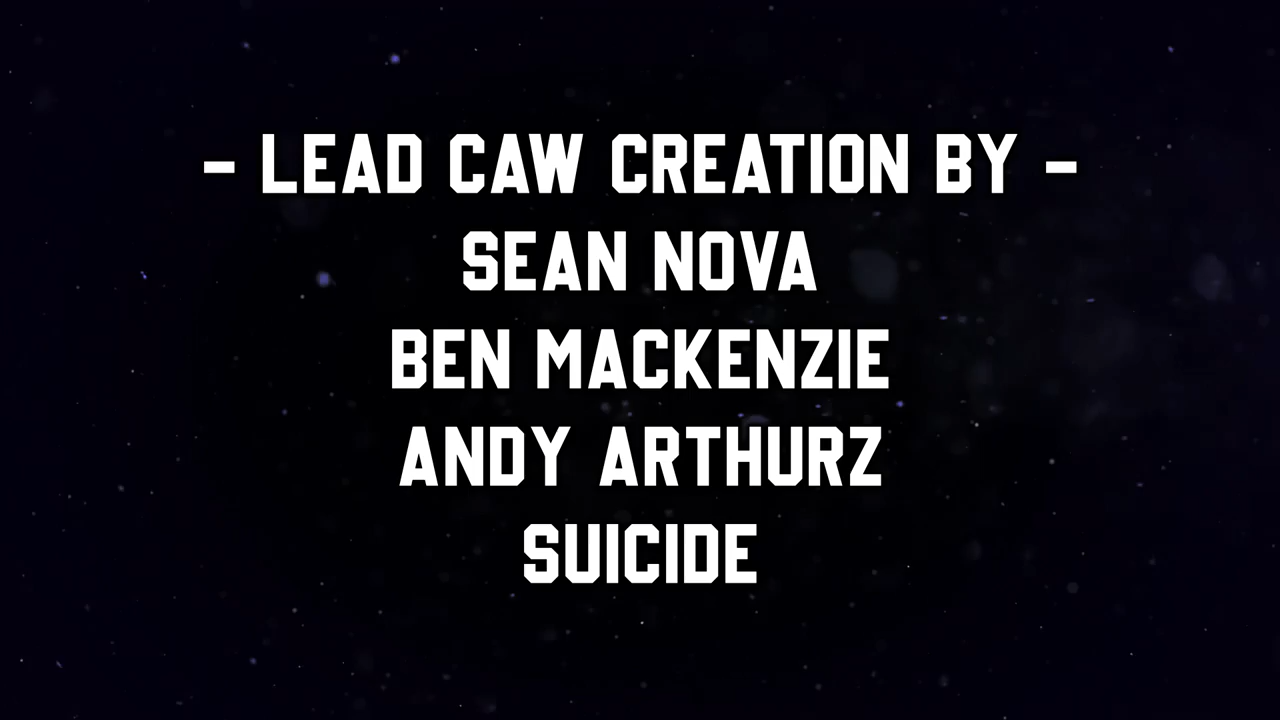 - LEAD CAW CREATION BY -
SEAN NOVA
BEN MACKENZIE
ANDY ARTHURZ
SUICIDE